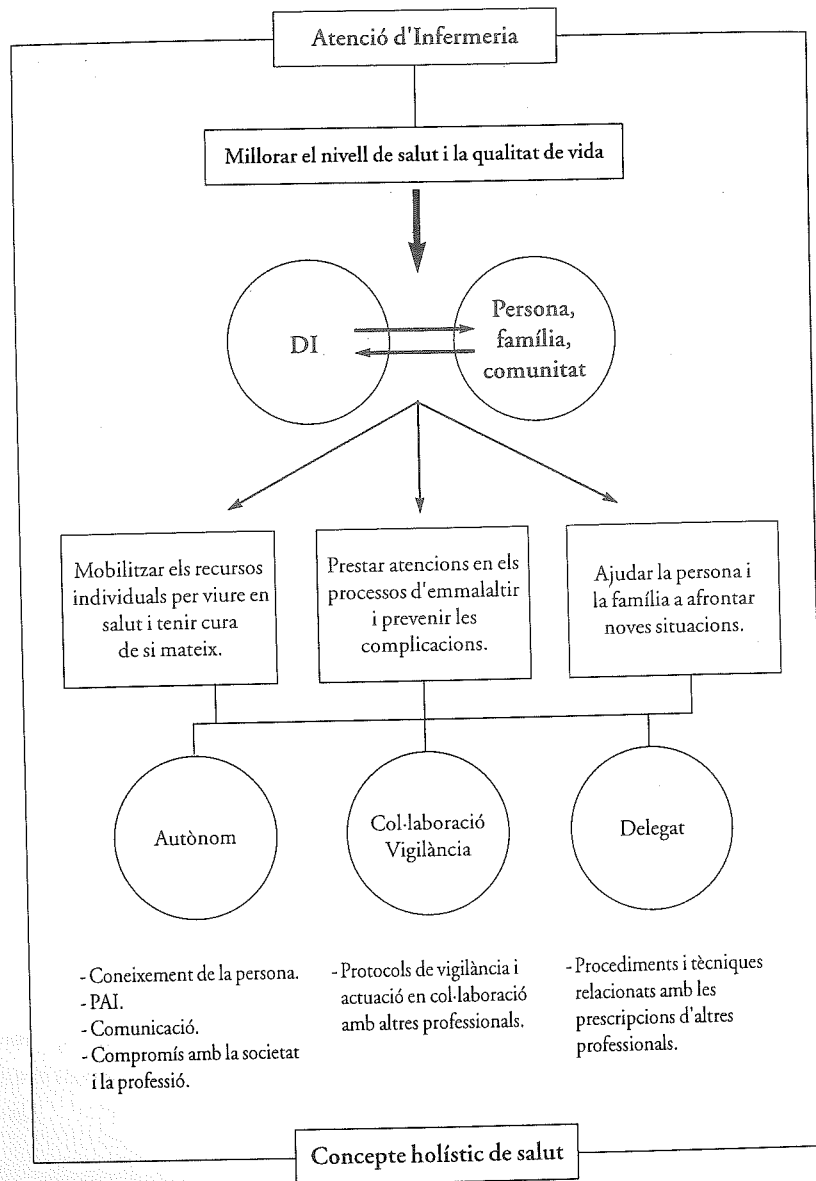 Atenció d'Infermeria
Millorar el nivell de salut i la qualitat de vida
DI
Persona,
família,
comunitat
Mobilitzar els recursos
individuals per viure en
salut i tenir cura
de si mateix.
Prestar atencions en els
processos d'emmalaltir
i prevenir les
complicacions.
Ajudar la persona i
la família a afrontar
noves situacions.
Autònom
Col·laboració
Vigilància
Delegat
- Coneixement de la persona.
- PAI.
- Comunicació.
- Compromís amb la societat
i la professió.
- Protocols de vigilància i
actuació en col·laboració
amb altres professionals.
- Procediments i tècniques
relacionats amb les
prescripcions d'altres
professionals.
Concepte holístic de salut